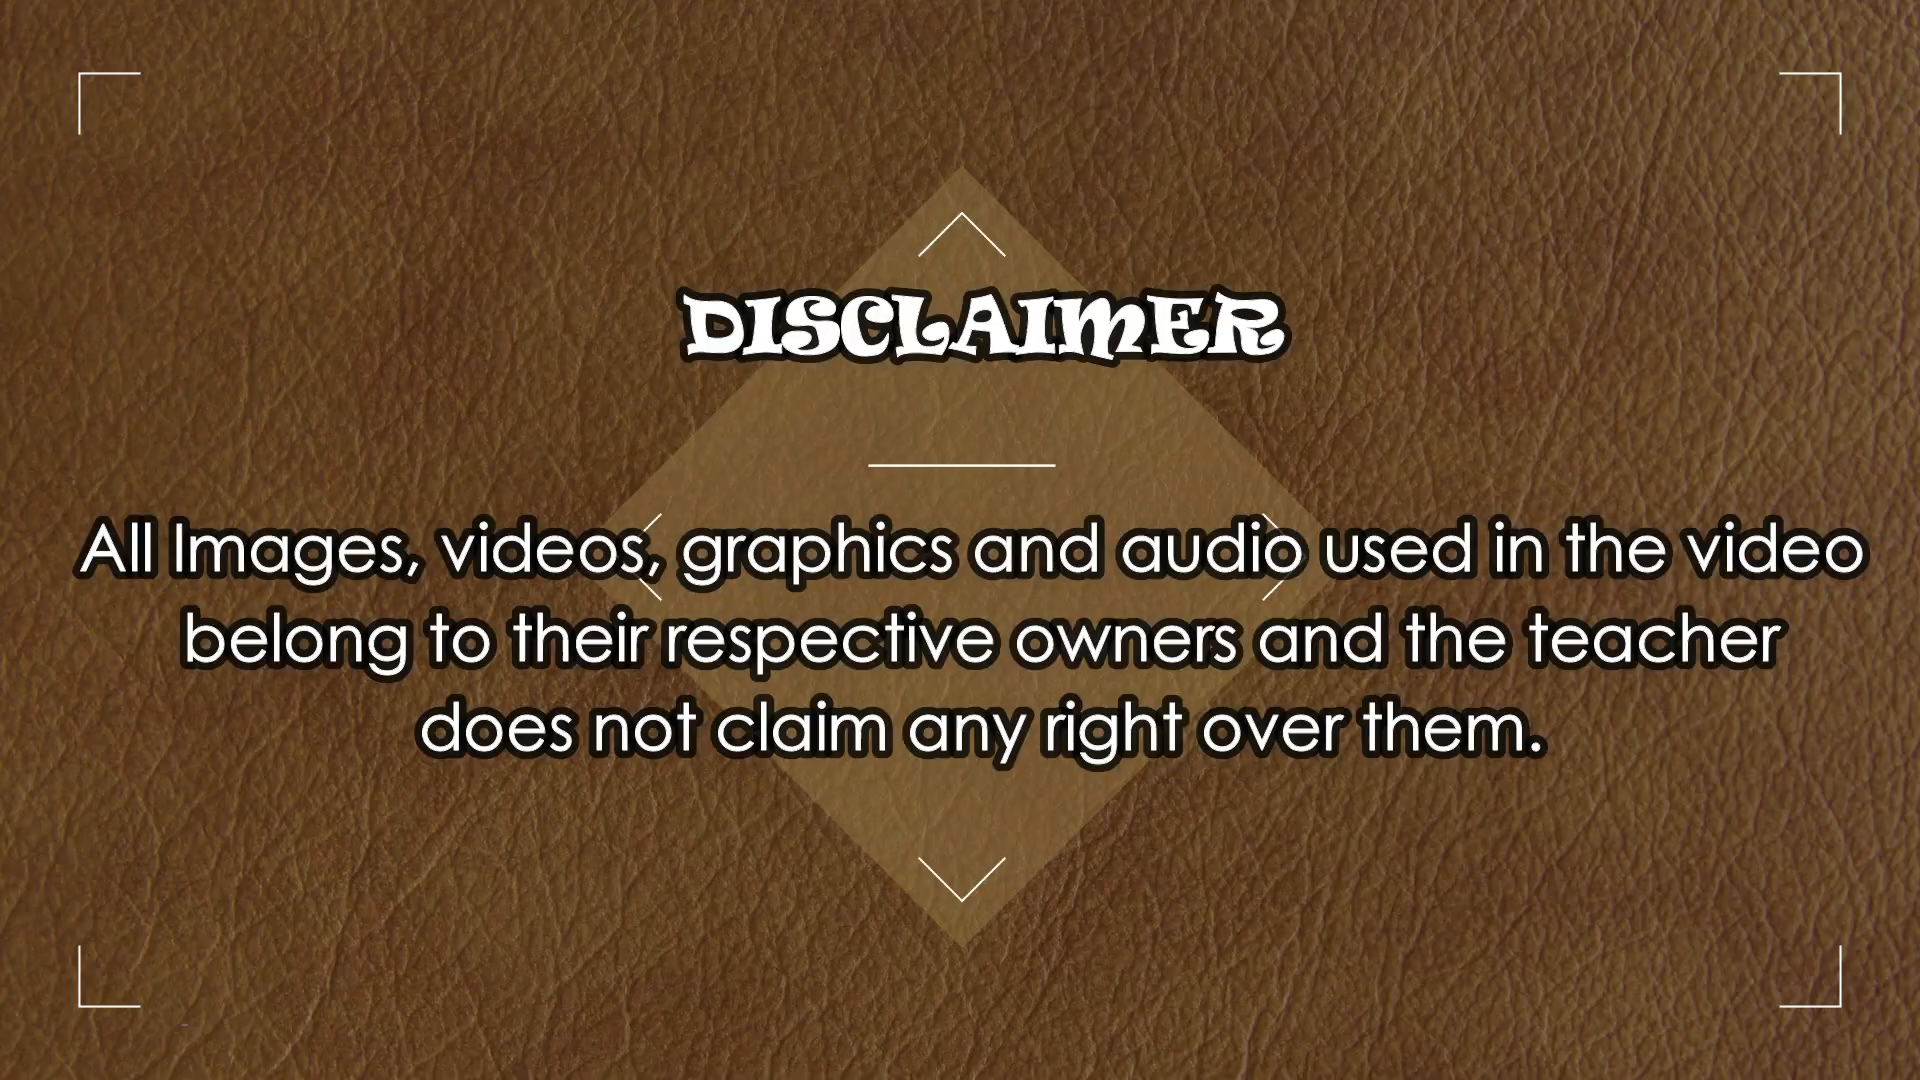 DISCLAIMER
All Images, videos, graphics and audio used in the video
belong to their respective owners and the teacher
does not claim any right over them.